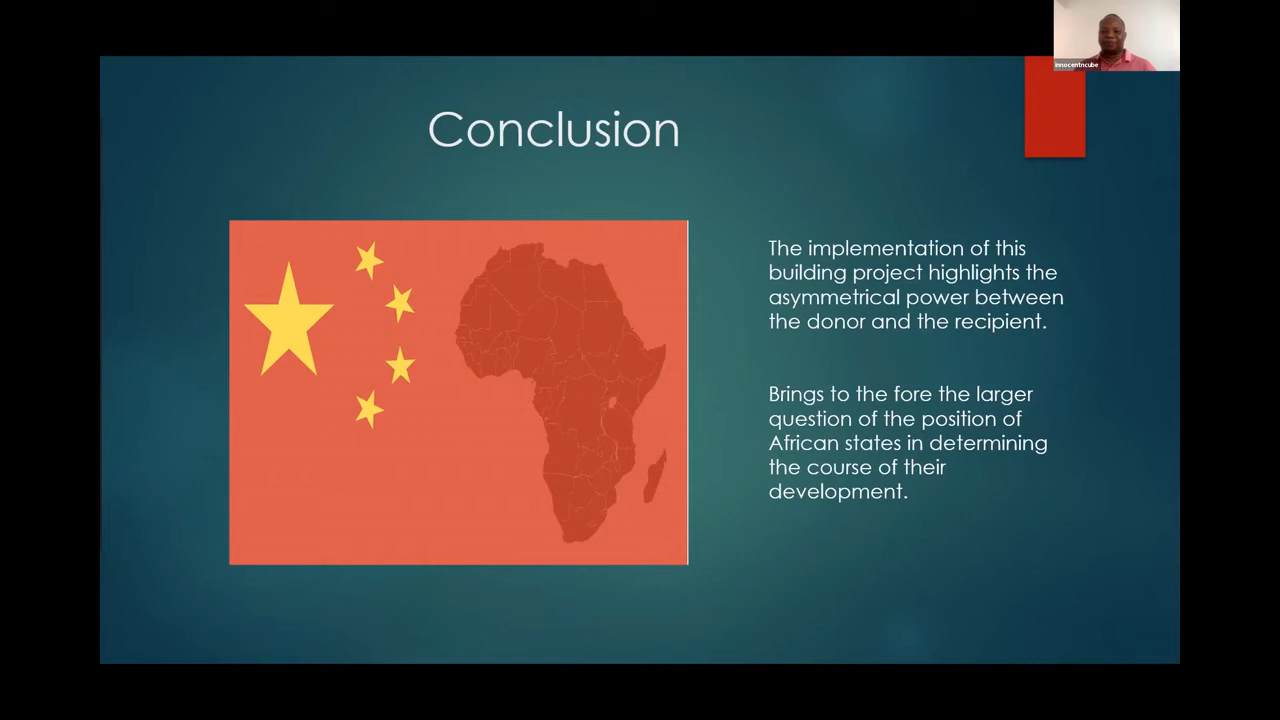 innocentncube
Conclusion
The implementation of this
building project highlights the
asymmetrical power between
the donor and the recipient.
Brings to the fore the larger
question of the position of
African states in determining
the course of their
development.